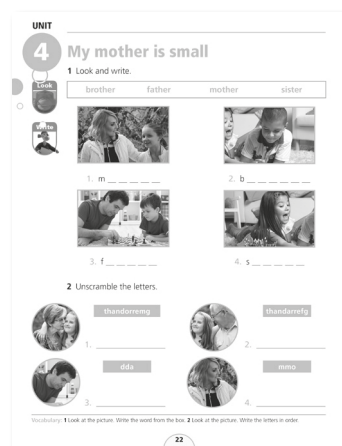 UNIT
4
My mother is small
1 Look and write.
Look
brother father mother sister
Write
1. m _ _ _ _ _
2. b _ _ _ _ _ _
3. f _ _ _ _ _
4. s _ _ _ _ _
2 Unscramble the letters.
thandorremg thandarrefg
1. 2.
dda mmo
3. 4.
Vocabulary: 1 Look at the picture. Write the word from the box. 2 Look at the picture. Write the letters in order.
22